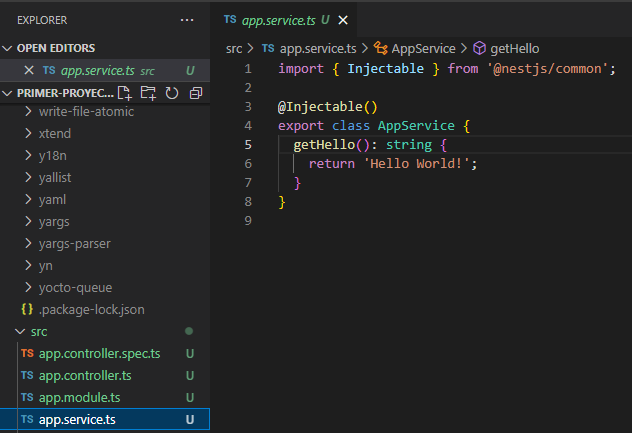 EXPLORER
OPEN EDITORS
TS app.service.ts src U
PRIMER-PROYEC...
write-file-atomic
xtend
y18n
yallist
yaml
yargs
yargs-parser
yn
yocto-queue
{} .package-lock.json
src
TS app.controller.spec.ts U
TS app.controller.ts U
TS app.module.ts U
TS app.service.ts U
TS app.service.ts U
src > TS app.service.ts > AppService > getHello
1 import { Injectable } from '@nestjs/common';
2
3 @Injectable()
4 export class AppService {
5 getHello(): string {
6 return 'Hello World!';
7 }
8 }
9